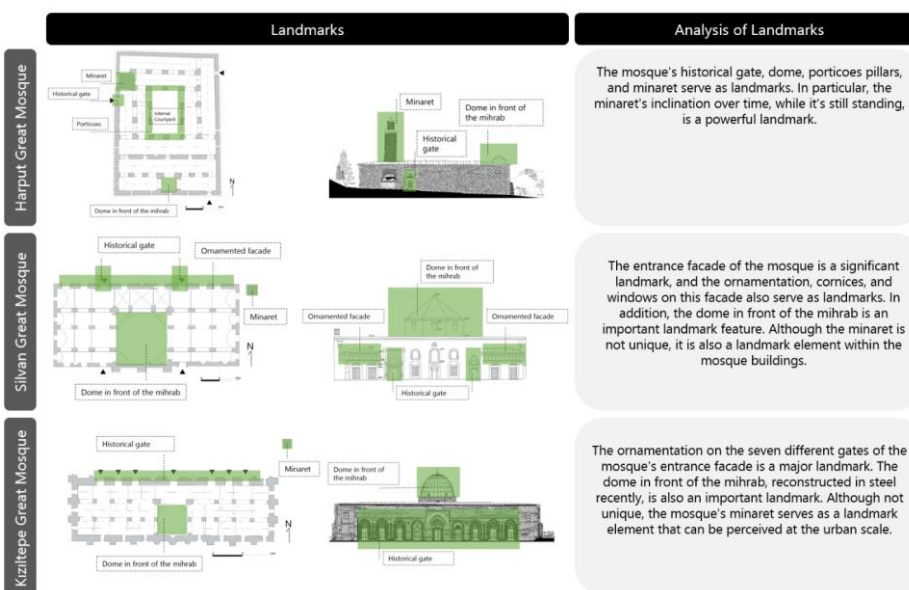 Landmarks
Analysis of Landmarks
Harput Great Mosque
Minaret
Historical gate
Porticoes
Internal
Courtyard
N
Dome in front of the mihrab
Minaret
Dome in front of
the mihrab
Historical
gate
The mosque's historical gate, dome, porticoes pillars,
and minaret serve as landmarks. In particular, the
minaret's inclination over time, while it's still standing,
is a powerful landmark.
Silvan Great Mosque
Historical gate
Ornamented facade
Minaret
N
Dome in front of the mihrab
Dome in front of
the mihrab
Ornamented facade
Ornamented facade
Historical gate
The entrance facade of the mosque is a significant
landmark, and the ornamentation, cornices, and
windows on this facade also serve as landmarks. In
addition, the dome in front of the mihrab is an
important landmark feature. Although the minaret is
not unique, it is also a landmark element within the
mosque buildings.
Kızıltepe Great Mosque
Historical gate
Minaret
N
Dome in front of the mihrab
Dome in front of the
mihrab
Historical gate
The ornamentation on the seven different gates of the
mosque's entrance facade is a major landmark. The
dome in front of the mihrab, reconstructed in steel
recently, is also an important landmark. Although not
unique, the mosque's minaret serves as a landmark
element that can be perceived at the urban scale.